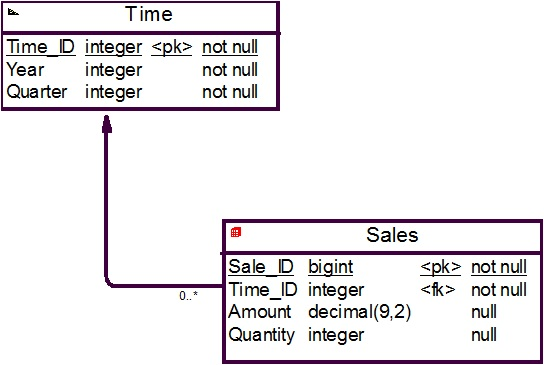 Time
Time_ID integer <pk> not null
Year integer not null
Quarter integer not null
0..*
Sales
Sale_ID bigint <pk> not null
Time_ID integer <fk> not null
Amount decimal(9,2) null
Quantity integer null